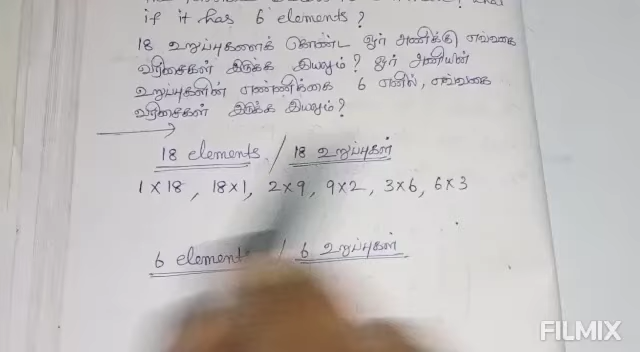 if it has 6 elements?
18 உறுப்புகளைக் கொண்ட ஓர் அணிக்கு எவ்வகை
வரிசைகள் இருக்க இயலும்? ஓர் அணியின்
உறுப்புகளின் எண்ணிக்கை 6 எனில், எவ்வகை
வரிசைகள் இருக்க இயலும்?
18 elements / 18 உறுப்புகள்
1 × 18, 18 × 1, 2 × 9, 9 × 2, 3 × 6, 6 × 3
6 elements / 6 உறுப்புகள்
FILMIX